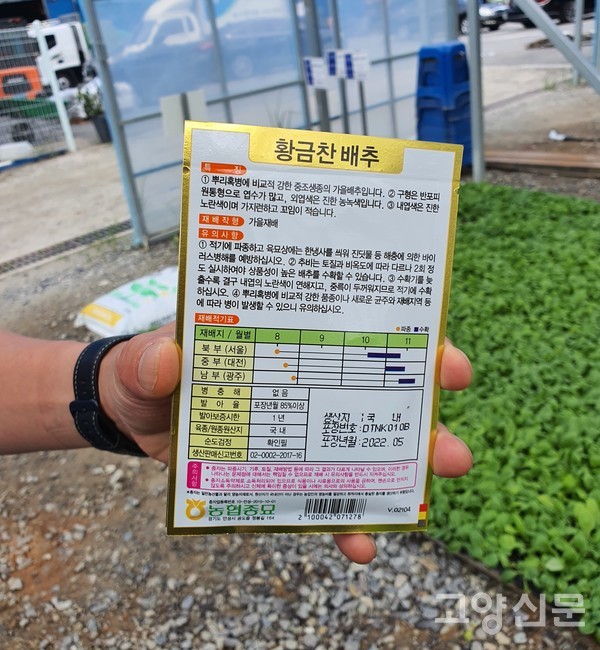 황금찬 배추
특 징
① 뿌리혹병에 비교적 강한 중조생종의 가을배추입니다. ② 구형은 반포피
원통형으로 엽수가 많고, 외엽색은 진한 농녹색입니다. ③ 내엽색은 진한
노란색이며 가지런하고 꼬임이 적습니다.
재배작형 가을재배
유의사항
① 적기에 파종하고 육묘상에는 한냉사를 씌워 진딧물 등 해충에 의한 바이
러스병해를 예방하십시오. ② 추비는 토질과 비옥도에 따라 다르나 2회 정
도 실시하여야 상품성이 높은 배추를 수확할 수 있습니다. ③ 수확기를 늦
출수록 결구 내엽의 노란색이 연해지고, 중륵이 두꺼워지므로 적기에 수확
하십시오. ④ 뿌리혹병에 비교적 강한 품종이나 새로운 균주와 재배지역 등
에 따라 병이 발생할 수 있으니 유의하십시오.
재배적기표
●파종 ■수확
재배지 / 월별 8 9 10 11
북 부 (서울)
중 부 (대전)
남 부 (광주)
병 충 해 없 음
발 아 율 포장년월 85%이상
발아보증시한 1 년
육종/원종원산지 국 내
순도검정 확인필
생산판매신고번호 02-0002-2017-16
생산지 : 국 내
포장번호 : DTNK010B
포장년월 : 2022.05
주의사항
농협종묘
2100042071278
V.02104
고양신문